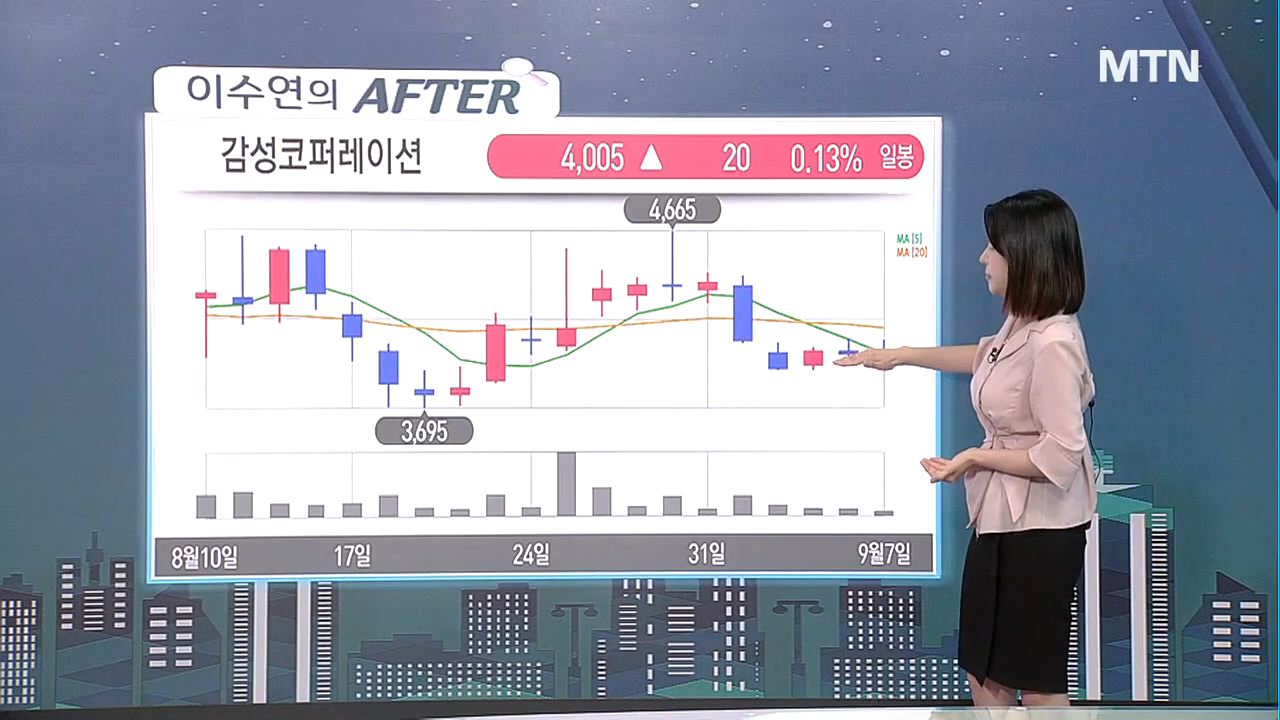 MTN
이수연의 AFTER
감성코퍼레이션 4,005 ▲ 20 0.13% 일봉
4,665
MA [5]
MA [20]
3,695
8월10일 17일 24일 31일 9월7일